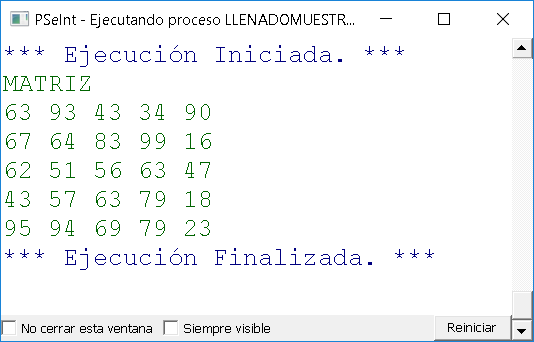 PSeInt - Ejecutando proceso LLENADOMUESTR...
*** Ejecución Iniciada. ***
MATRIZ
63 93 43 34 90
67 64 83 99 16
62 51 56 63 47
43 57 63 79 18
95 94 69 79 23
*** Ejecución Finalizada. ***
No cerrar esta ventana Siempre visible Reiniciar